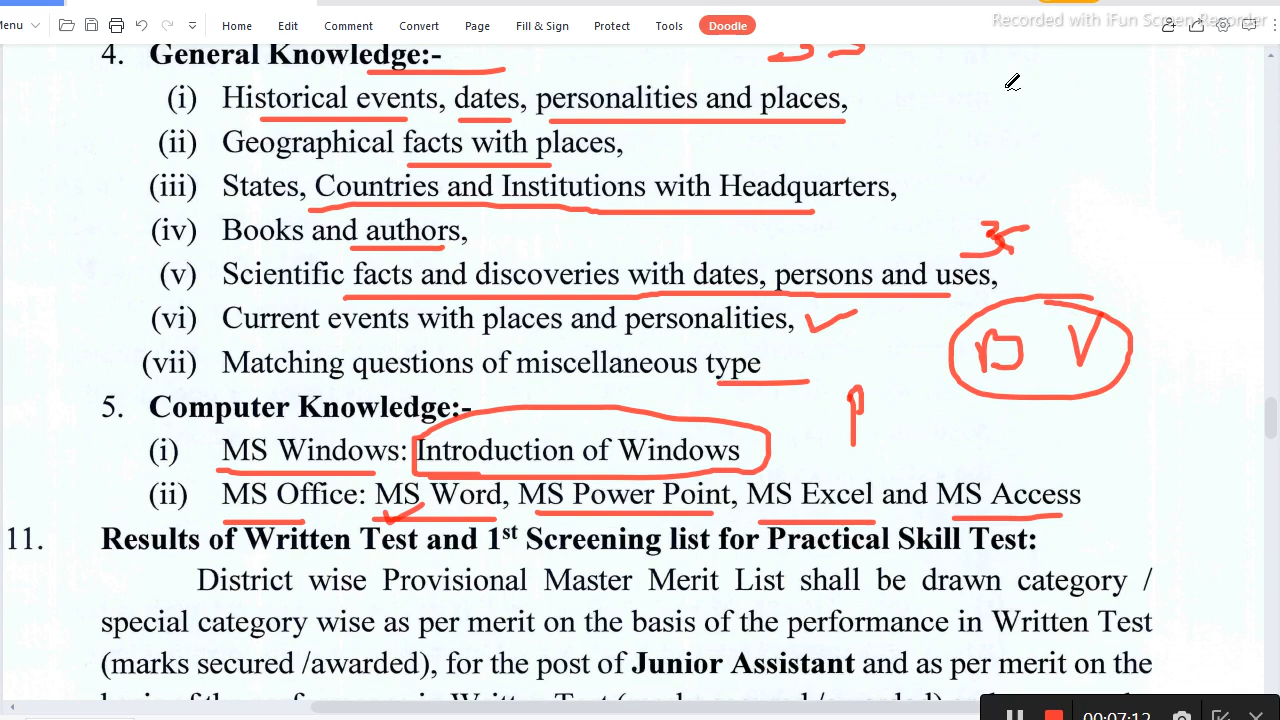 Menu Home Edit Comment Convert Page Fill & Sign Protect Tools Doodle
Recorded with iFun Screen Recorder
4. General Knowledge:-
(i) Historical events, dates, personalities and places,
(ii) Geographical facts with places,
(iii) States, Countries and Institutions with Headquarters,
(iv) Books and authors,
(v) Scientific facts and discoveries with dates, persons and uses,
(vi) Current events with places and personalities,
(vii) Matching questions of miscellaneous type
5. Computer Knowledge:-
(i) MS Windows: Introduction of Windows
(ii) MS Office: MS Word, MS Power Point, MS Excel and MS Access
11. Results of Written Test and 1st Screening list for Practical Skill Test:
District wise Provisional Master Merit List shall be drawn category /
special category wise as per merit on the basis of the performance in Written Test
(marks secured /awarded), for the post of Junior Assistant and as per merit on the
00:07:12